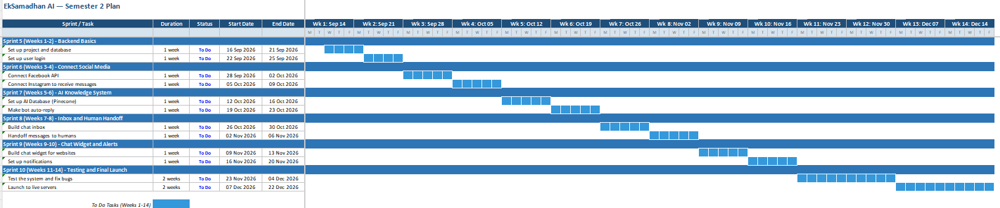 EkSamadhan AI — Semester 2 Plan
Sprint / Task Duration Status Start Date End Date Wk 1: Sep 14 Wk 2: Sep 21 Wk 3: Sep 28 Wk 4: Oct 05 Wk 5: Oct 12 Wk 6: Oct 19 Wk 7: Oct 26 Wk 8: Nov 02 Wk 9: Nov 09 Wk 10: Nov 16 Wk 11: Nov 23 Wk 12: Nov 30 Wk 13: Dec 07 Wk 14: Dec 14
M T W T F M T W T F M T W T F M T W T F M T W T F M T W T F M T W T F M T W T F M T W T F M T W T F M T W T F M T W T F M T W T F M T W T F
Sprint 5 (Weeks 1-2) - Backend Basics
Set up project and database 1 week To Do 16 Sep 2026 21 Sep 2026
Set up user login 1 week To Do 22 Sep 2026 25 Sep 2026
Sprint 6 (Weeks 3-4) - Connect Social Media
Connect Facebook API 1 week To Do 28 Sep 2026 02 Oct 2026
Connect Instagram to receive messages 1 week To Do 05 Oct 2026 09 Oct 2026
Sprint 7 (Weeks 5-6) - AI Knowledge System
Set up AI Database (Pinecone) 1 week To Do 12 Oct 2026 16 Oct 2026
Make bot auto-reply 1 week To Do 19 Oct 2026 23 Oct 2026
Sprint 8 (Weeks 7-8) - Inbox and Human Handoff
Build chat inbox 1 week To Do 26 Oct 2026 30 Oct 2026
Handoff messages to humans 1 week To Do 02 Nov 2026 06 Nov 2026
Sprint 9 (Weeks 9-10) - Chat Widget and Alerts
Build chat widget for websites 1 week To Do 09 Nov 2026 13 Nov 2026
Set up notifications 1 week To Do 16 Nov 2026 20 Nov 2026
Sprint 10 (Weeks 11-14) - Testing and Final Launch
Test the system and fix bugs 2 weeks To Do 23 Nov 2026 04 Dec 2026
Launch to live servers 2 weeks To Do 07 Dec 2026 22 Dec 2026
To Do Tasks (Weeks 1-14)